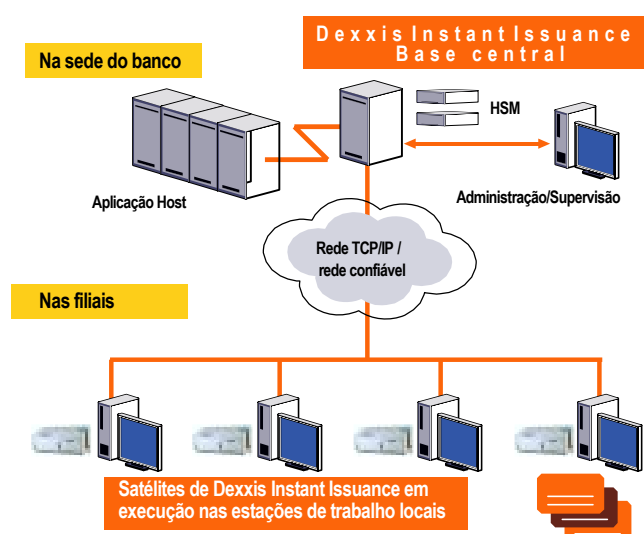 Dexxis Instant Issuance
Base central
Na sede do banco
HSM
Aplicação Host
Administração/Supervisão
Rede TCP/IP /
rede confiável
Nas filiais
Satélites de Dexxis Instant Issuance em
execução nas estações de trabalho locais